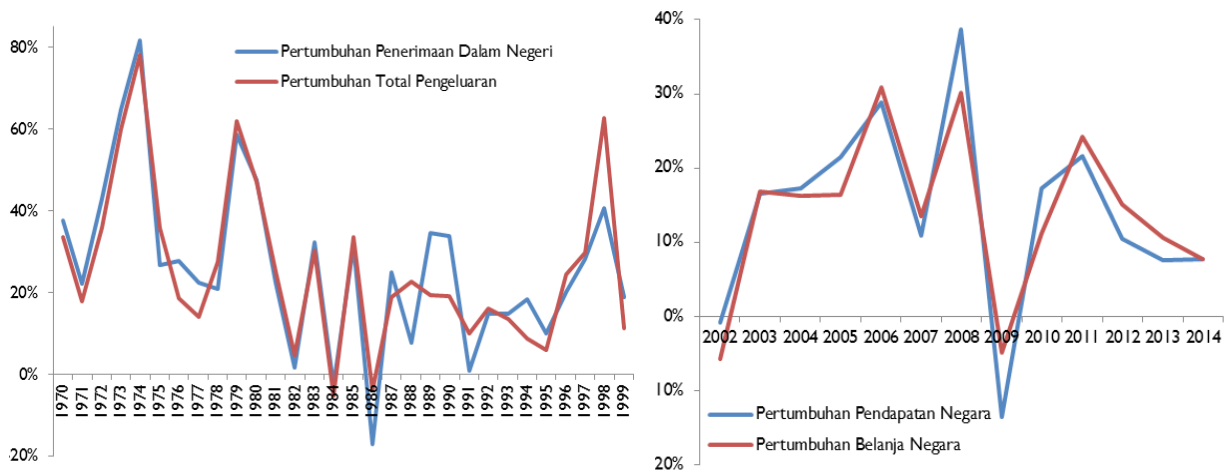 80%
60%
40%
20%
0%
20%
Pertumbuhan Penerimaan Dalam Negeri
Pertumbuhan Total Pengeluaran
1970 1971 1972 1973 1974 1975 1976 1977 1978 1979 1980 1981 1982 1983 1984 1985 1986 1987 1988 1989 1990 1991 1992 1993 1994 1995 1996 1997 1998 1999
40%
30%
20%
10%
0%
10%
20%
2002 2003 2004 2005 2006 2007 2008 2009 2010 2011 2012 2013 2014
Pertumbuhan Pendapatan Negara
Pertumbuhan Belanja Negara